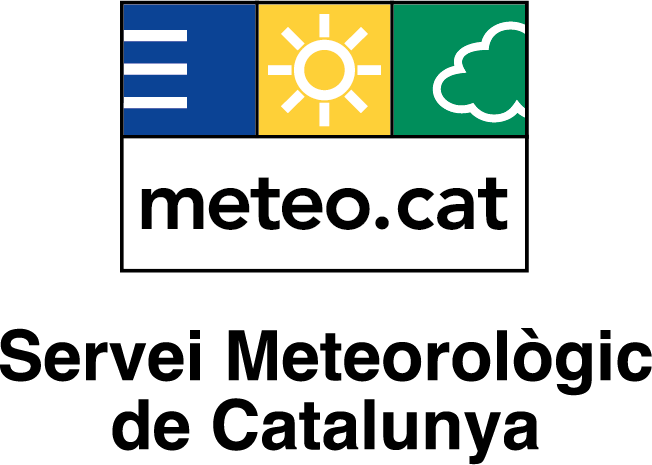 meteo.cat
Servei Meteorològic
de Catalunya